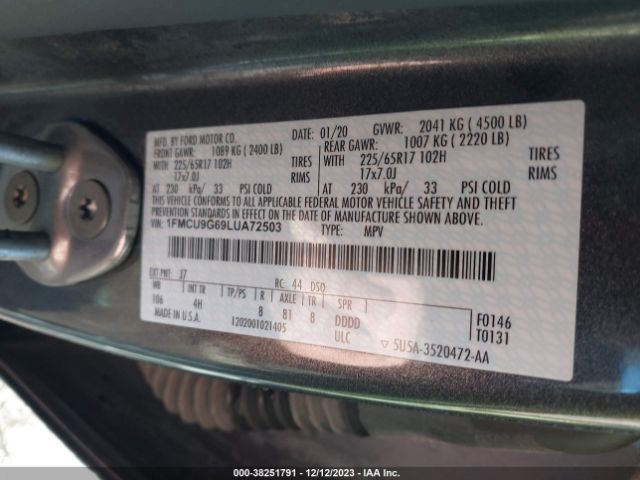 MFD. BY FORD MOTOR CO.
DATE: 01/20 GVWR: 2041 KG ( 4500 LB)
FRONT GAWR: 1089 KG ( 2400 LB)
REAR GAWR: 1007 KG ( 2220 LB)
WITH 225/65R17 102H TIRES
17x7.0J RIMS
WITH 225/65R17 102H TIRES
17x7.0J RIMS
AT 230 kPa/ 33 PSI COLD
AT 230 kPa/ 33 PSI COLD
THIS VEHICLE CONFORMS TO ALL APPLICABLE FEDERAL MOTOR VEHICLE SAFETY AND THEFT
PREVENTION STANDARDS IN EFFECT ON THE DATE OF MANUFACTURE SHOWN ABOVE.
VIN: 1FMCU9G69LUA72503
TYPE: MPV
EXT PNT: J7 RC: 44 DSO:
WB INT TR TP/PS R AXLE TR SPR
106 4H 8 81 8 DDDD
F0146
T0131
MADE IN U.S.A. 1202001021405 ULC
▽ 5U5A-3520472-AA
000-38251791 - 12/12/2023 - IAA Inc.